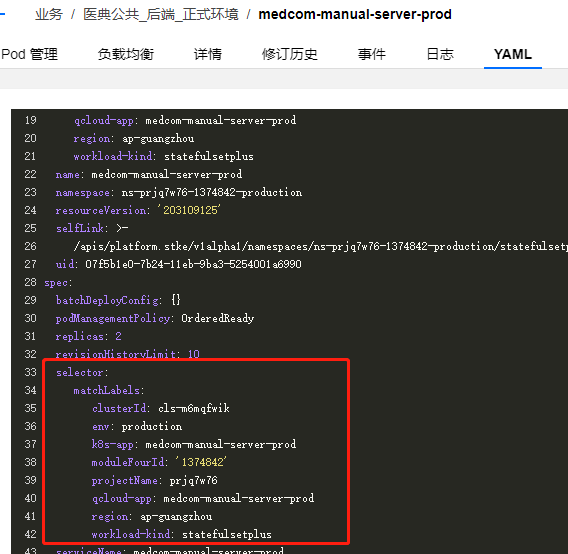 业务 / 医典公共_后端_正式环境 / medcom-manual-server-prod
Pod 管理 负载均衡 详情 修订历史 事件 日志 YAML
19 qcloud-app: medcom-manual-server-prod
20 region: ap-guangzhou
21 workload-kind: statefulsetplus
22 name: medcom-manual-server-prod
23 namespace: ns-prjq7w76-1374842-production
24 resourceVersion: '203109125'
25 selfLink: >-
26 /apis/platform.stke/v1alpha1/namespaces/ns-prjq7w76-1374842-production/statefulsetp
27 uid: 07f5b1e0-7b24-11eb-9ba3-5254001a6990
28 spec:
29 batchDeployConfig: {}
30 podManagementPolicy: OrderedReady
31 replicas: 2
32 revisionHistoryLimit: 10
33 selector:
34 matchLabels:
35 clusterId: cls-m6mqfwik
36 env: production
37 k8s-app: medcom-manual-server-prod
38 moduleFourId: '1374842'
39 projectName: prjq7w76
40 qcloud-app: medcom-manual-server-prod
41 region: ap-guangzhou
42 workload-kind: statefulsetplus
43 serviceName: medcom-manual-server-prod